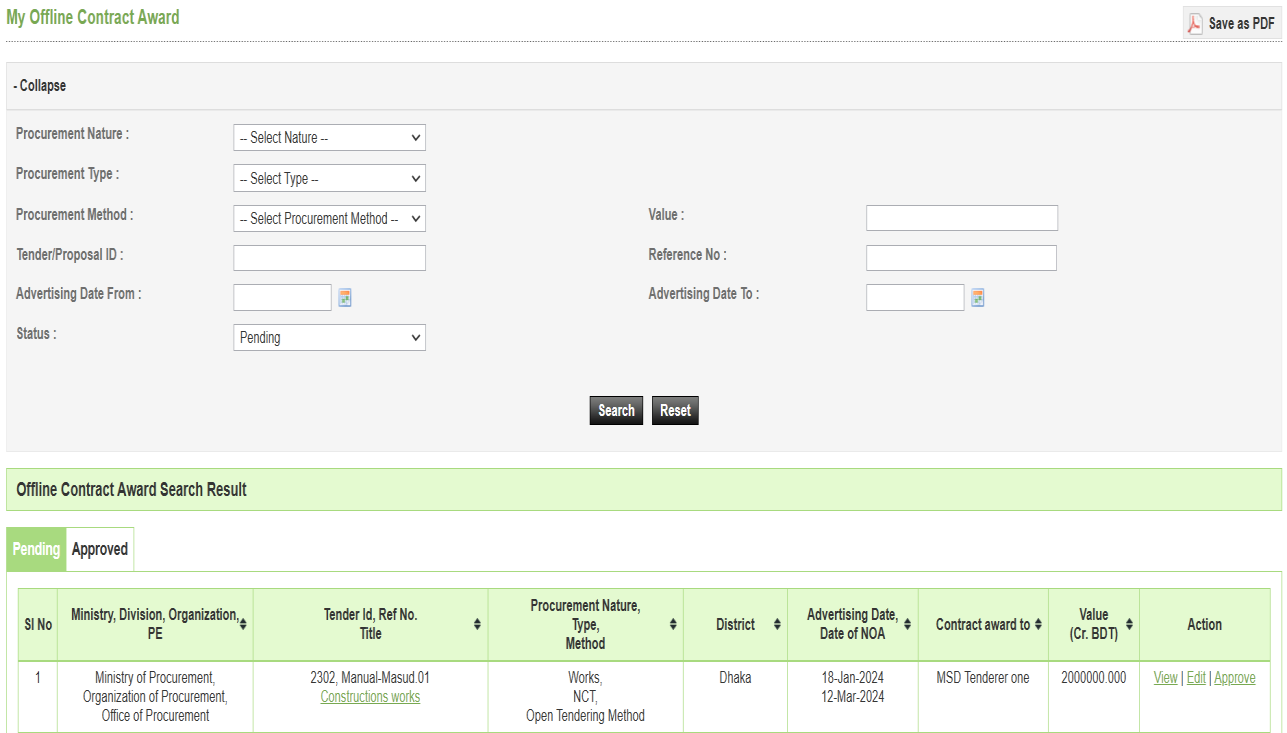 My Offline Contract Award
Save as PDF
- Collapse
Procurement Nature :
-- Select Nature --
Procurement Type :
-- Select Type --
Procurement Method :
-- Select Procurement Method --
Value :
Tender/Proposal ID :
Reference No :
Advertising Date From :
Advertising Date To :
Status :
Pending
Search
Reset
Offline Contract Award Search Result
Pending
Approved
Sl No
Ministry, Division, Organization,
PE
Tender Id, Ref No.
Title
Procurement Nature,
Type,
Method
District
Advertising Date,
Date of NOA
Contract award to
Value
(Cr. BDT)
Action
1
Ministry of Procurement,
Organization of Procurement,
Office of Procurement
2302, Manual-Masud.01
Constructions works
Works,
NCT,
Open Tendering Method
Dhaka
18-Jan-2024
12-Mar-2024
MSD Tenderer one
2000000.000
View | Edit | Approve